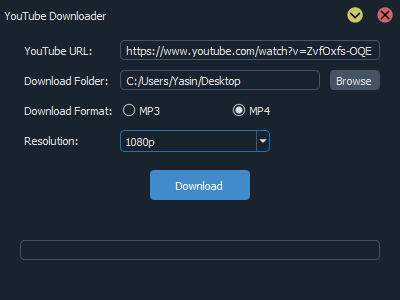 YouTube Downloader
YouTube URL: https://www.youtube.com/watch?v=ZvfOxfs-OQE
Download Folder: C:/Users/Yasin/Desktop Browse
Download Format: MP3 MP4
Resolution: 1080p
Download